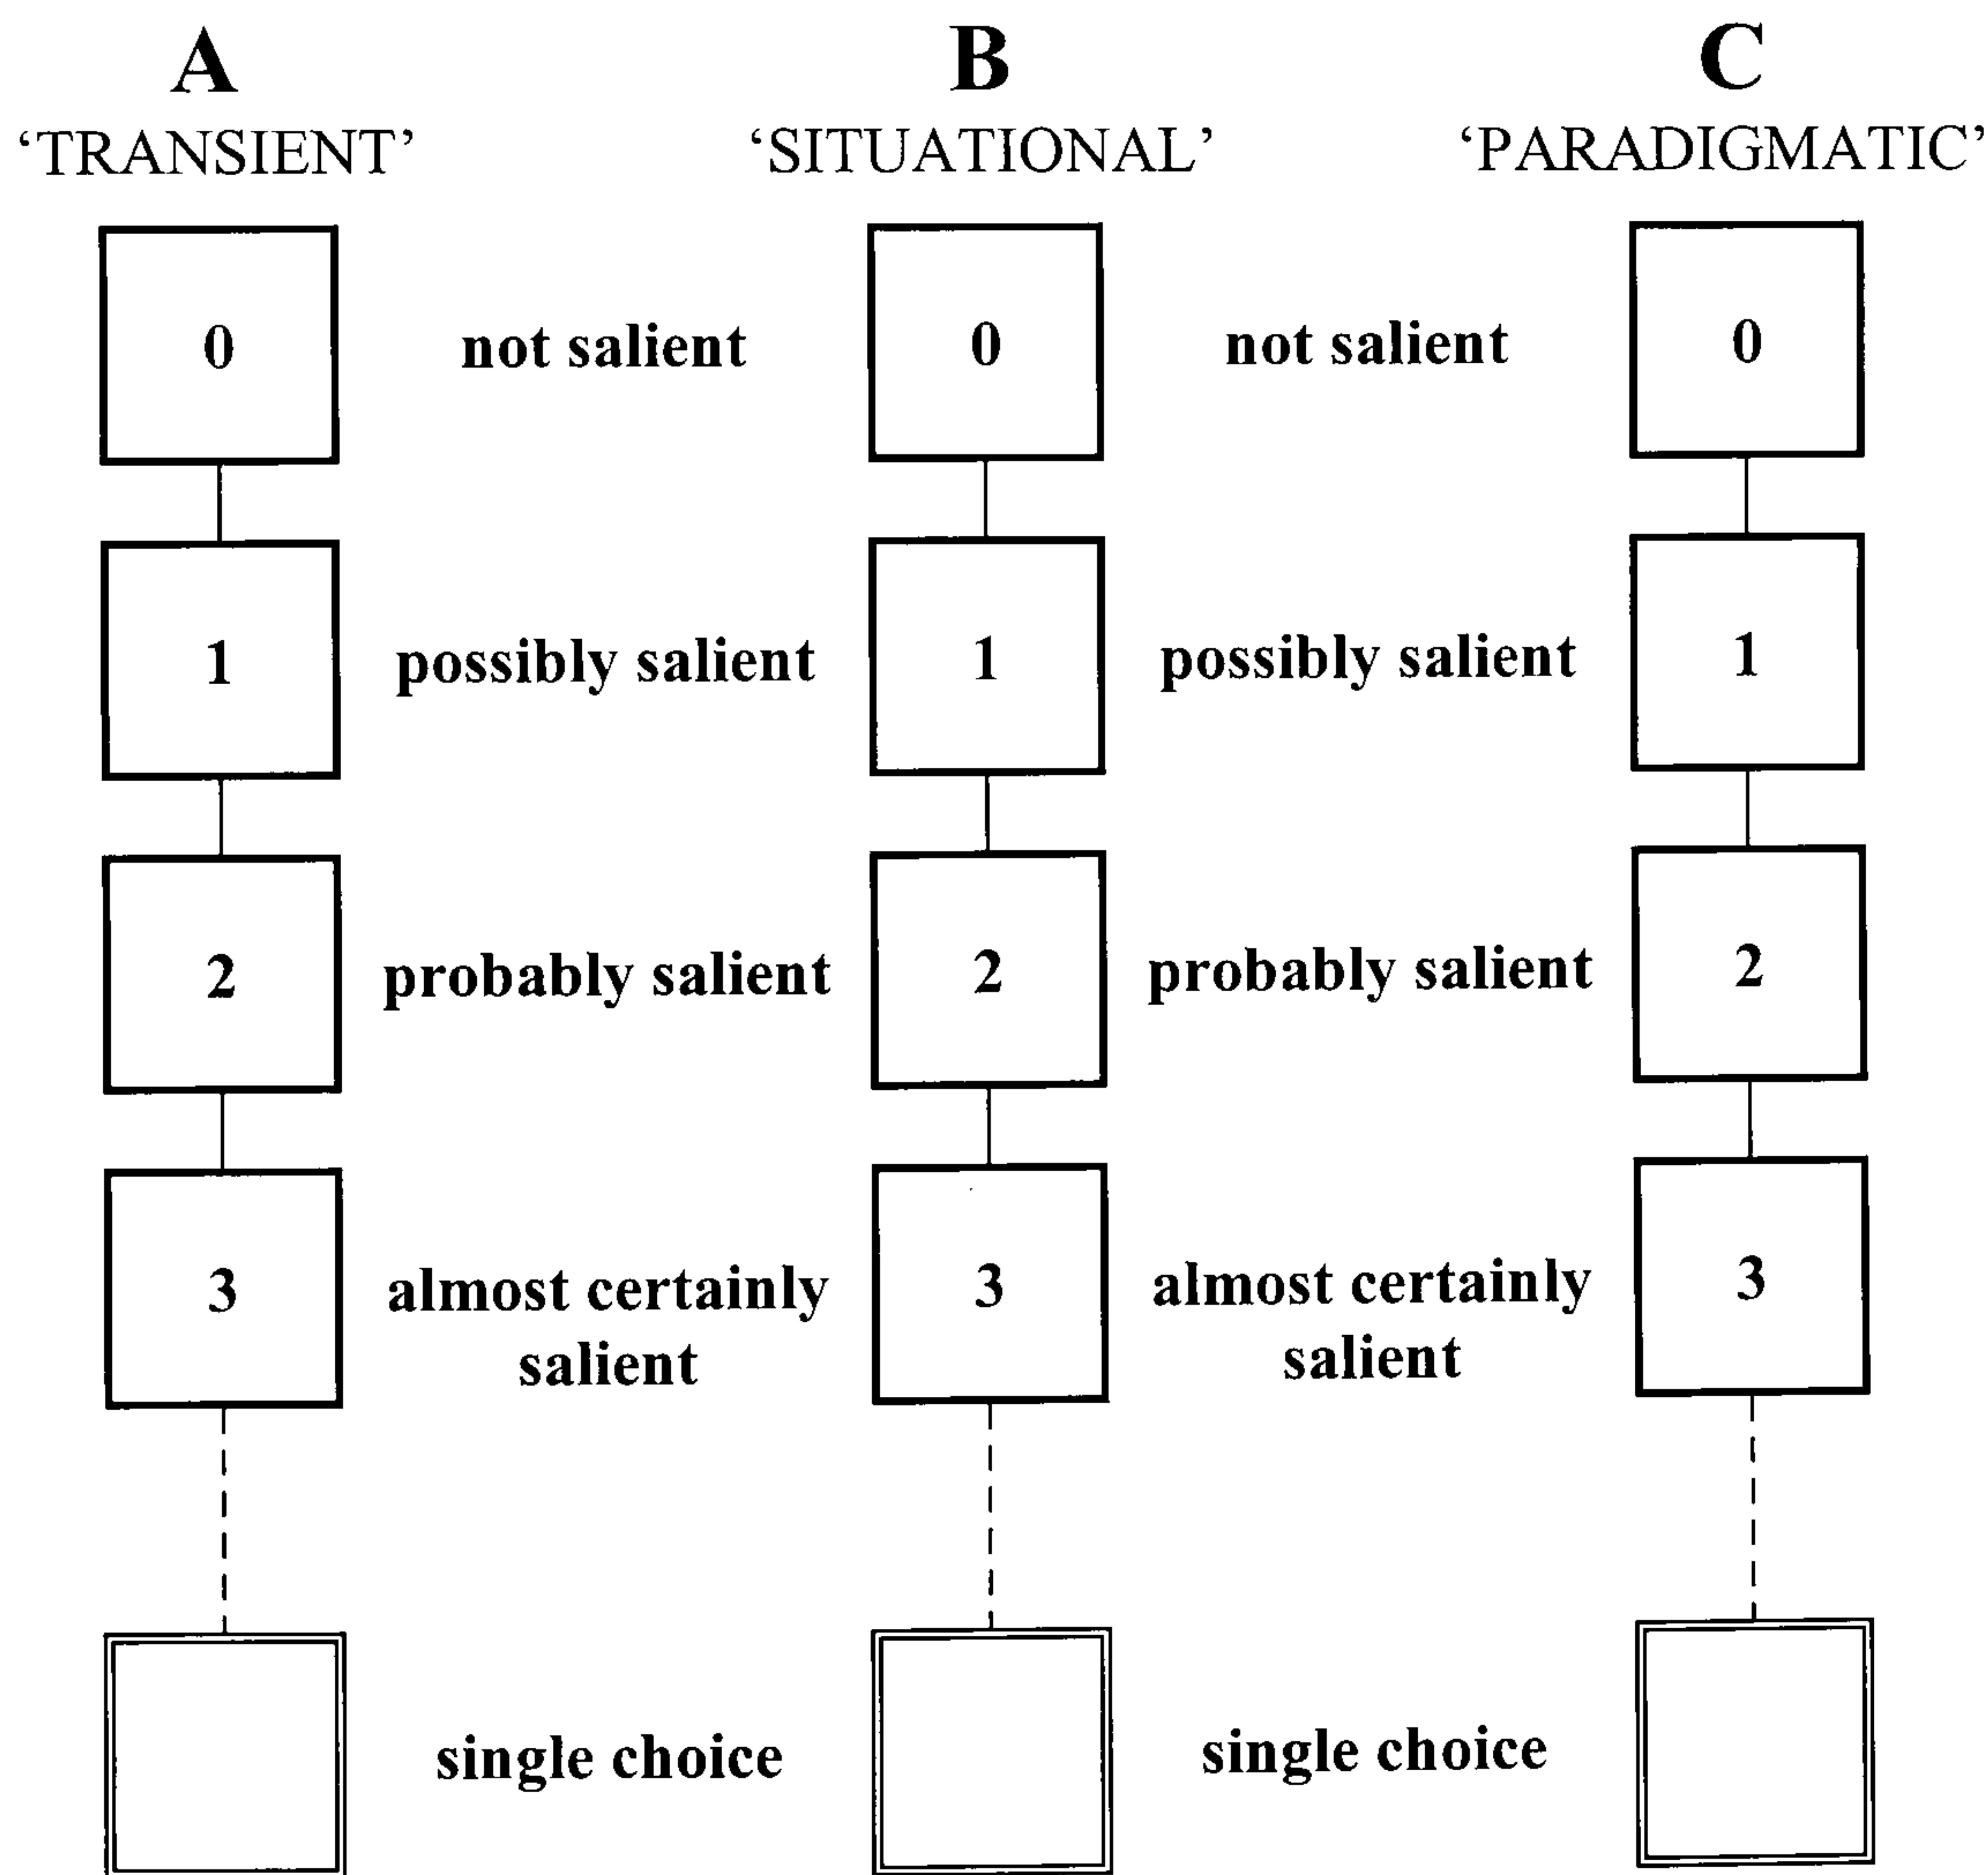 A B C
‘TRANSIENT’ ‘SITUATIONAL’ ‘PARADIGMATIC’
0 not salient 0 not salient 0
1 possibly salient 1 possibly salient 1
2 probably salient 2 probably salient 2
3 almost certainly 3 almost certainly 3
salient salient
single choice single choice